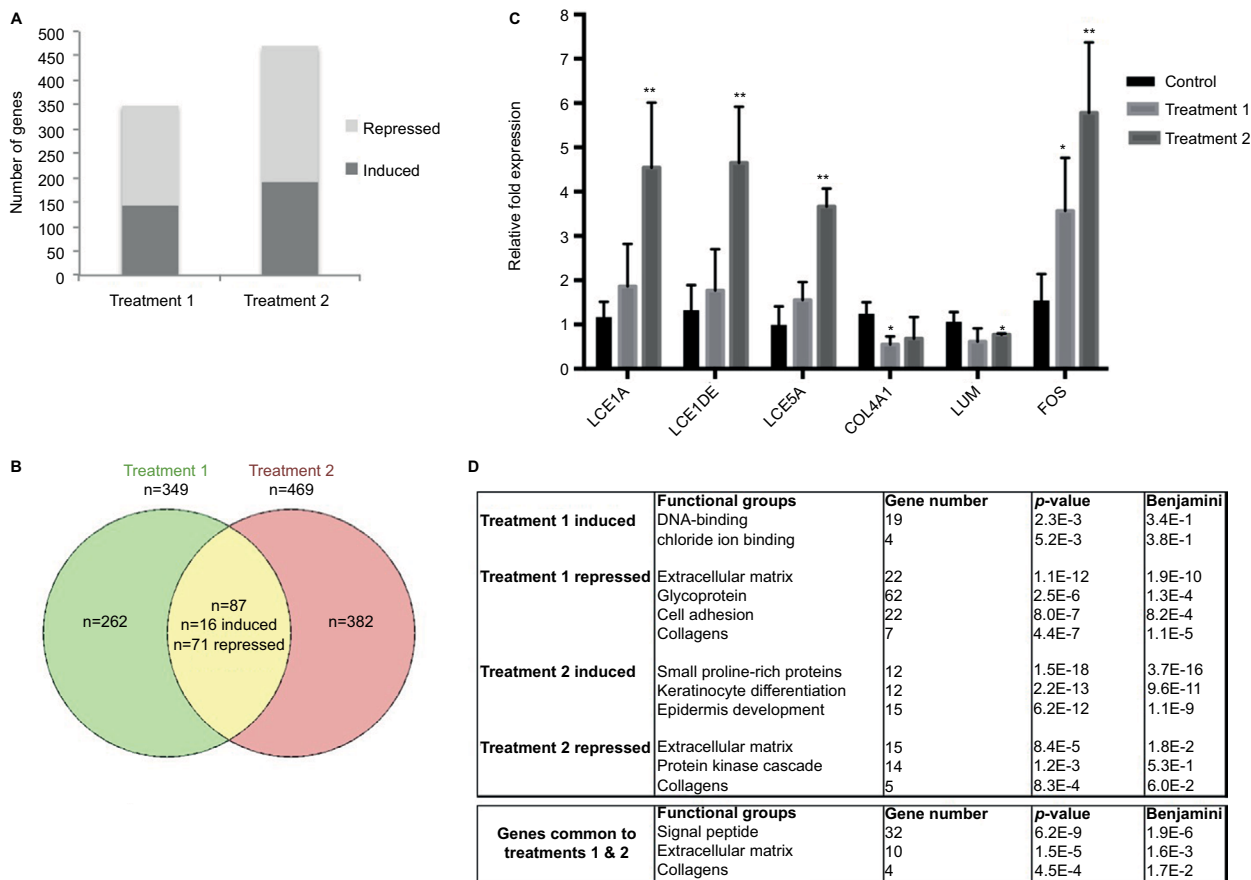 A
500
450
400
350
300
250
200
150
100
50
0
Number of genes
Treatment 1
Treatment 2
Repressed
Induced
C
8
7
6
5
4
3
2
1
0
Relative fold expression
**
**
**
*
*
*
**
LCE1A
LCE1DE
LCE5A
COL4A1
LUM
FOS
Control
Treatment 1
Treatment 2
B
Treatment 1
n=349
Treatment 2
n=469
n=262
n=87
n=16 induced
n=71 repressed
n=382
D
Functional groups Gene number p-value Benjamini
Treatment 1 induced DNA-binding 19 2.3E-3 3.4E-1
chloride ion binding 4 5.2E-3 3.8E-1
Treatment 1 repressed Extracellular matrix 22 1.1E-12 1.9E-10
Glycoprotein 62 2.5E-6 1.3E-4
Cell adhesion 22 8.0E-7 8.2E-4
Collagens 7 4.4E-7 1.1E-5
Treatment 2 induced Small proline-rich proteins 12 1.5E-18 3.7E-16
Keratinocyte differentiation 12 2.2E-13 9.6E-11
Epidermis development 15 6.2E-12 1.1E-9
Treatment 2 repressed Extracellular matrix 15 8.4E-5 1.8E-2
Protein kinase cascade 14 1.2E-3 5.3E-1
Collagens 5 8.3E-4 6.0E-2
Functional groups Gene number p-value Benjamini
Genes common to treatments 1 & 2
Signal peptide 32 6.2E-9 1.9E-6
Extracellular matrix 10 1.5E-5 1.6E-3
Collagens 4 4.5E-4 1.7E-2